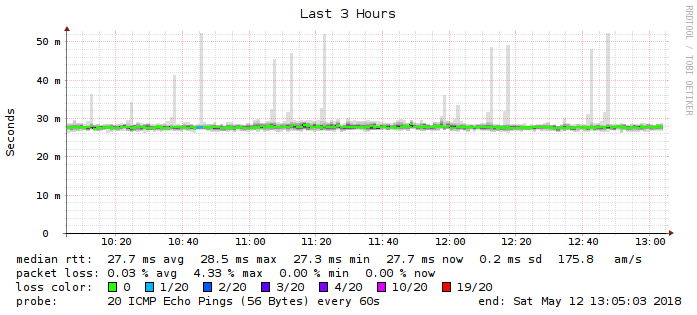 Last 3 Hours
RRDTOOL / TOBI OETIKER
Seconds
50 m
40 m
30 m
20 m
10 m
0
10:20 10:40 11:00 11:20 11:40 12:00 12:20 12:40 13:00
median rtt: 27.7 ms avg 28.5 ms max 27.3 ms min 27.7 ms now 0.2 ms sd 175.8 am/s
packet loss: 0.03 % avg 4.33 % max 0.00 % min 0.00 % now
loss color: 0 1/20 2/20 3/20 4/20 10/20 19/20
probe: 20 ICMP Echo Pings (56 Bytes) every 60s end: Sat May 12 13:05:03 2018